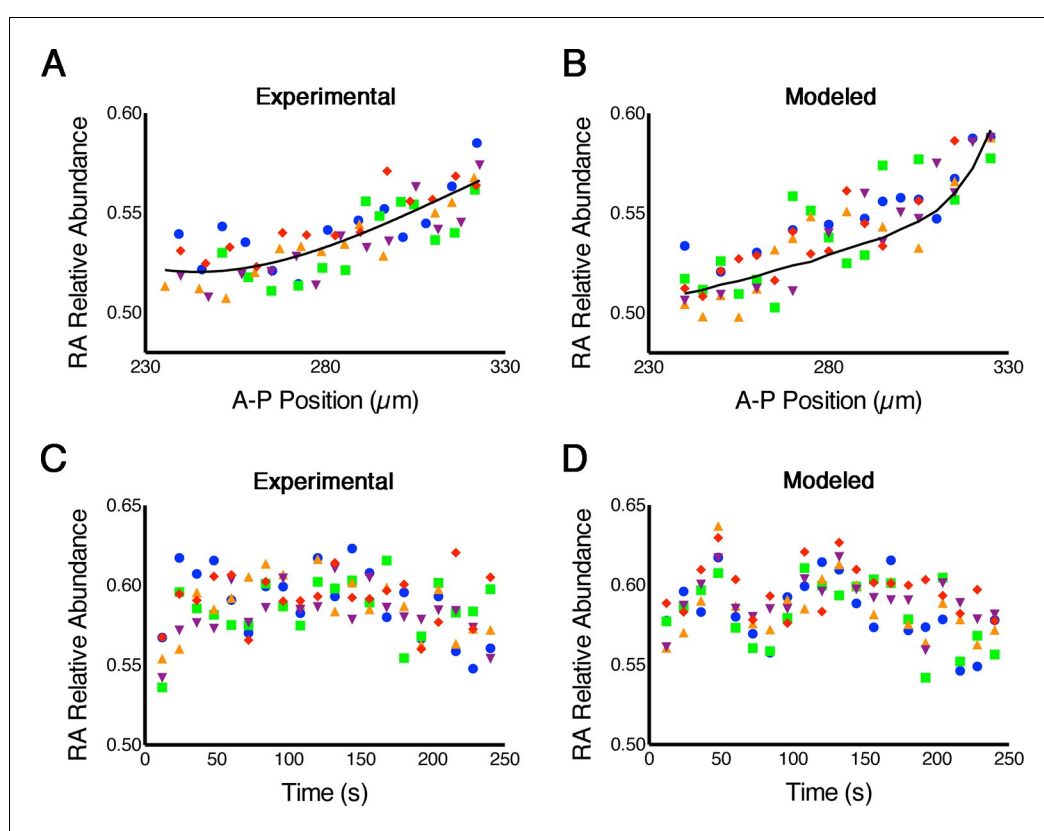 A
Experimental
0.60
0.55
0.50
RA Relative Abundance
230
280
330
A-P Position (µm)
B
Modeled
0.60
0.55
0.50
RA Relative Abundance
230
280
330
A-P Position (µm)
C
Experimental
0.65
0.60
0.55
0.50
RA Relative Abundance
0
50
100
150
200
250
Time (s)
D
Modeled
0.65
0.60
0.55
0.50
RA Relative Abundance
0
50
100
150
200
250
Time (s)